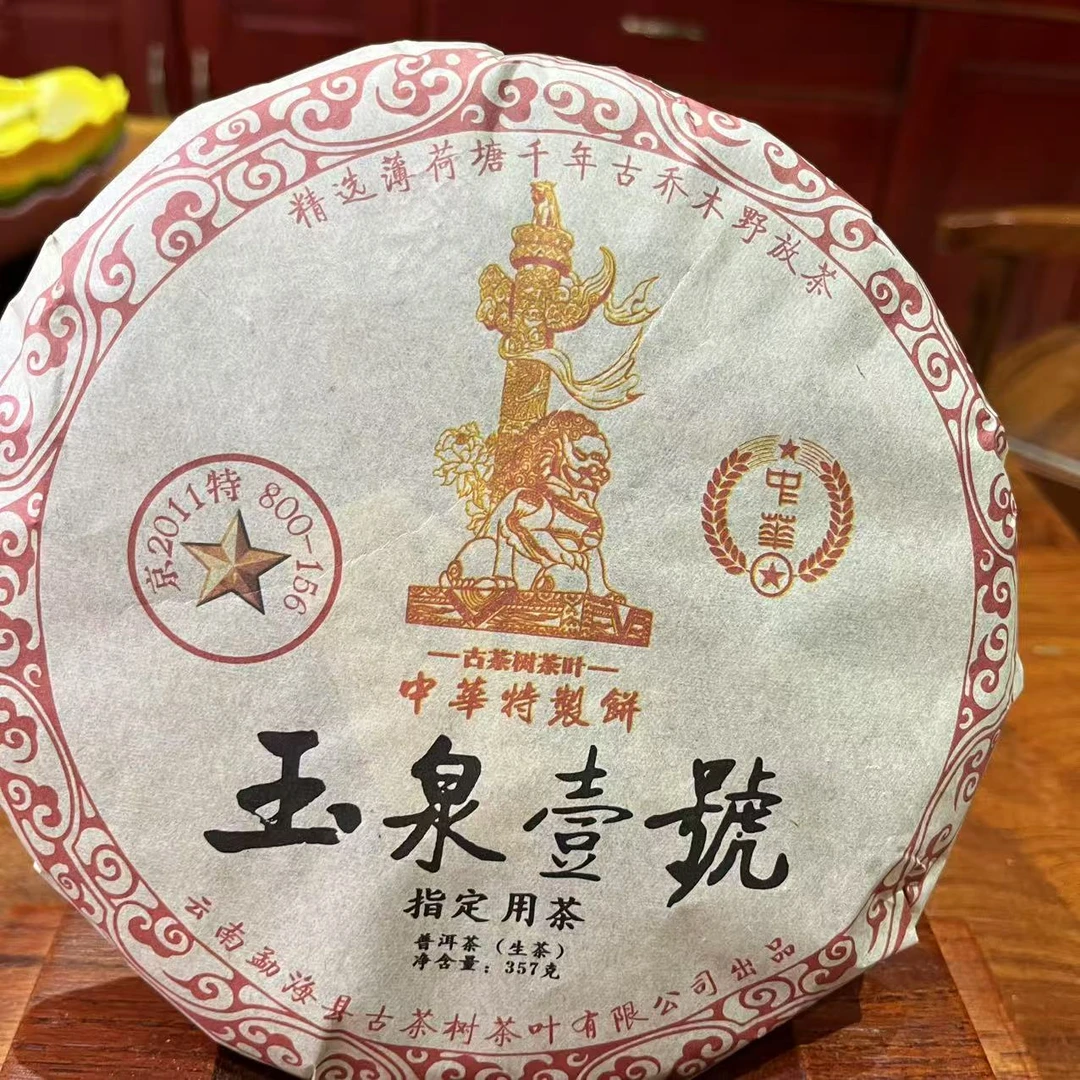 精选薄荷塘千年古乔木野放茶
京2011特 800-156
中華
—古茶树茶叶—
中華特製餅
玉泉壹號
指定用茶
普洱茶（生茶）
净含量：357克
云南勐海县古茶树茶叶有限公司出品